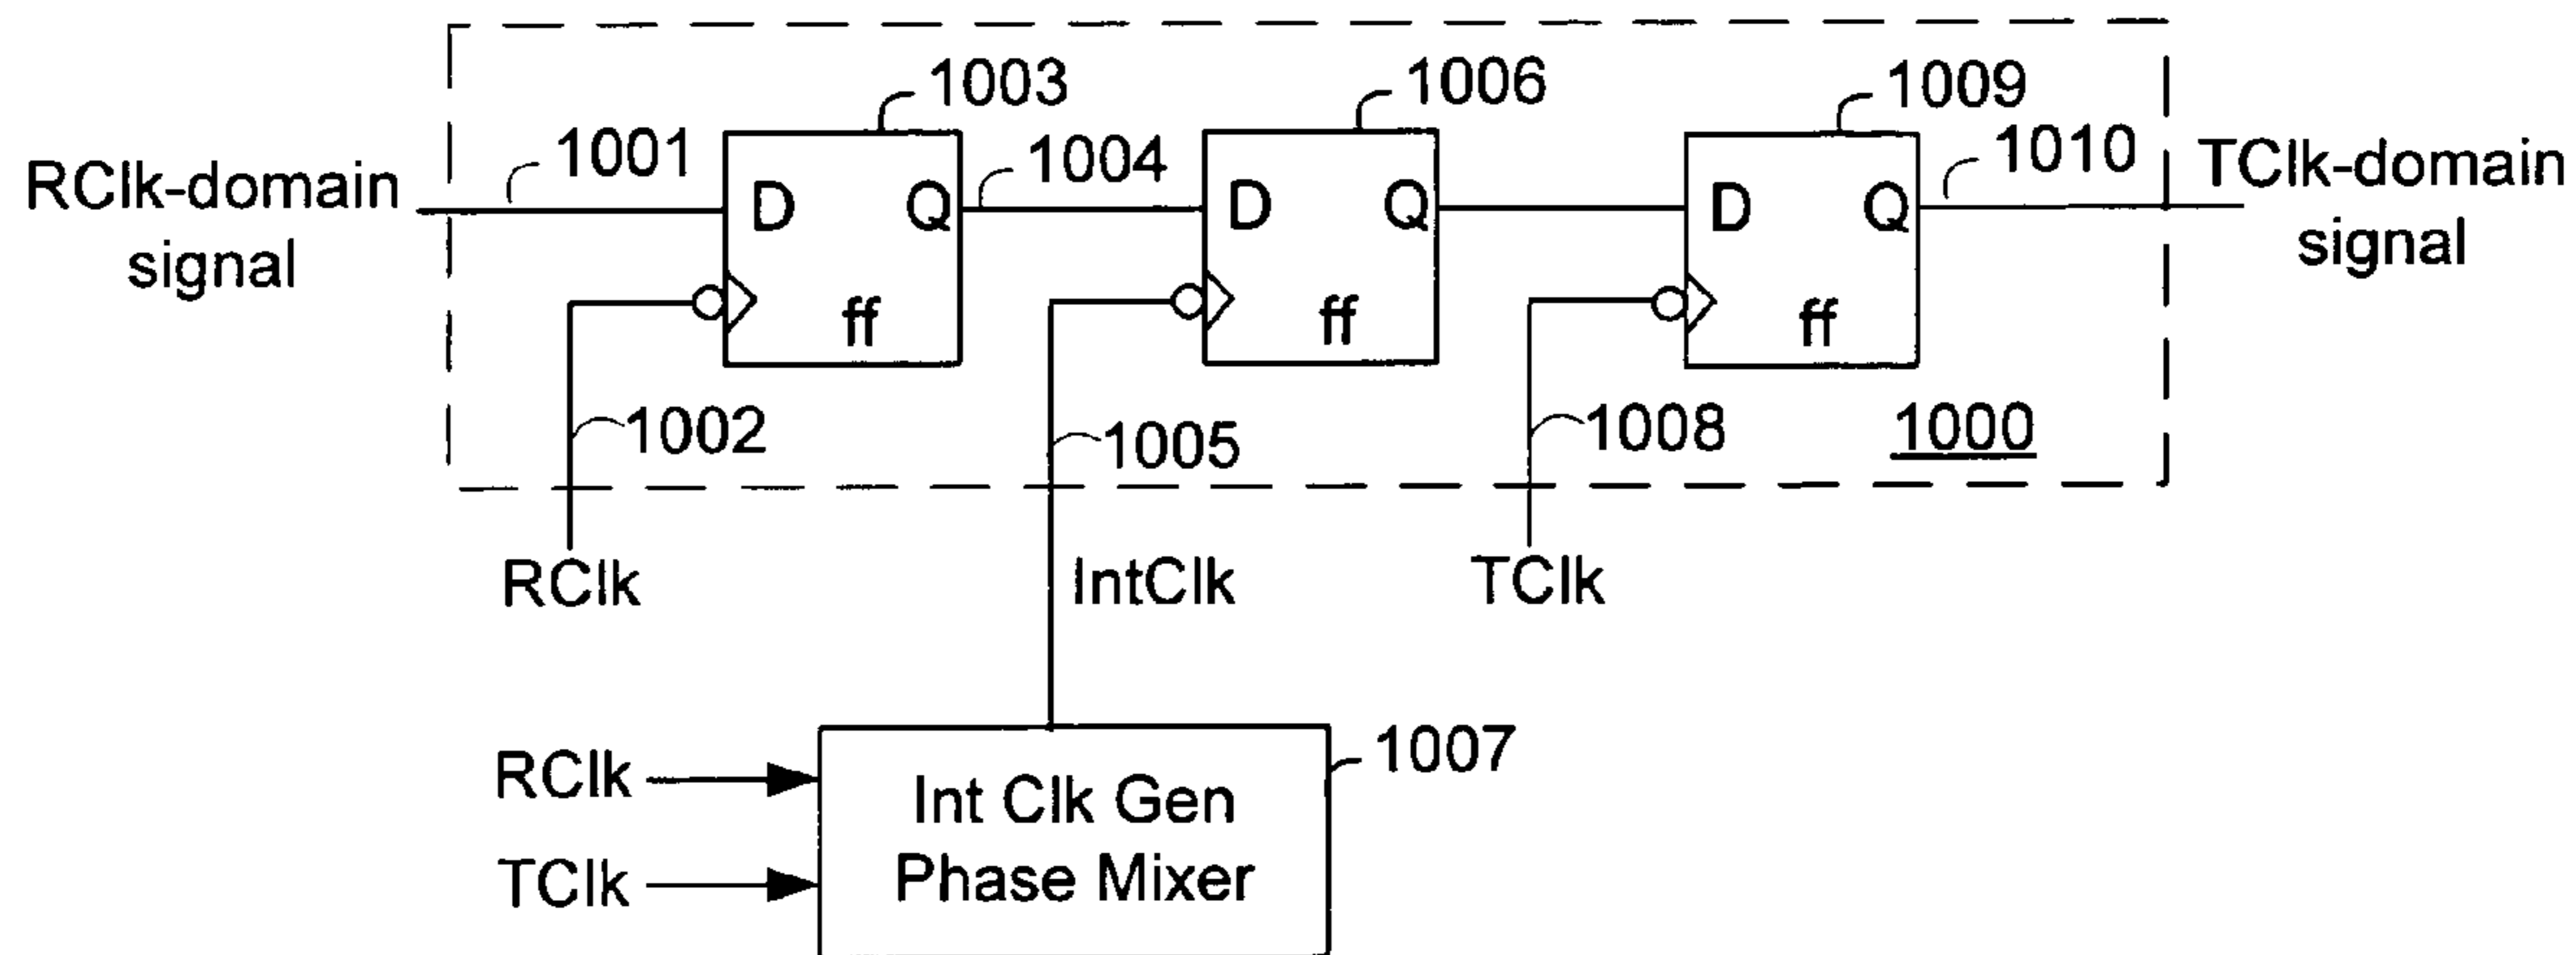 1003
1006
1009
RClk-domain
signal
1001
1004
1010
TClk-domain
signal
D
Q
ff
D
Q
ff
D
Q
ff
1002
1005
1008
1000
RClk
IntClk
TClk
RClk
TClk
Int Clk Gen
Phase Mixer
1007